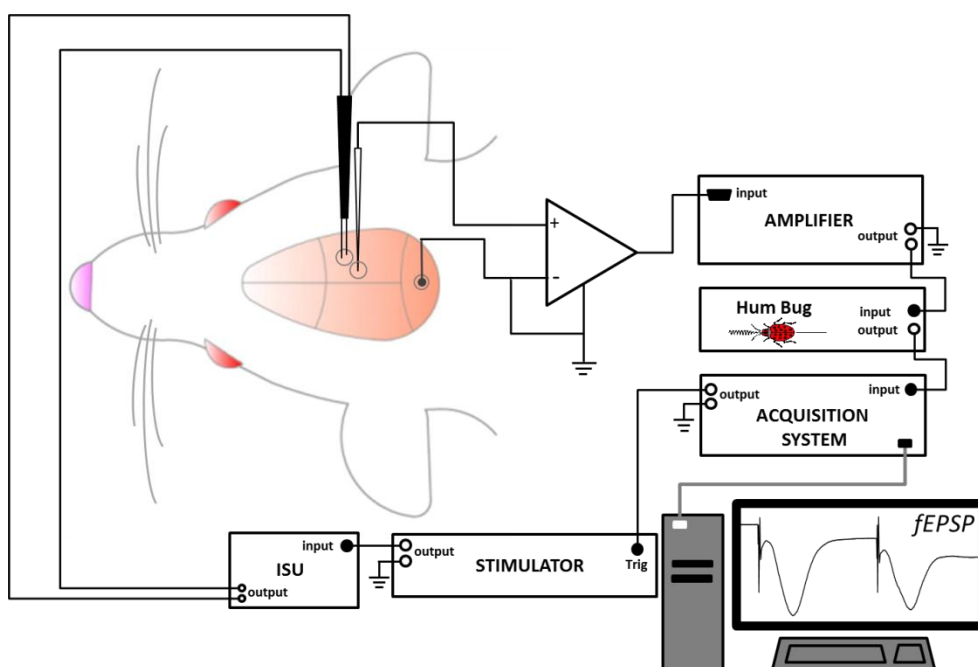 +
-
input
AMPLIFIER
output
Hum Bug
input
output
output
input
ACQUISITION
SYSTEM
fEPSP
input
ISU
output
output
STIMULATOR
Trig